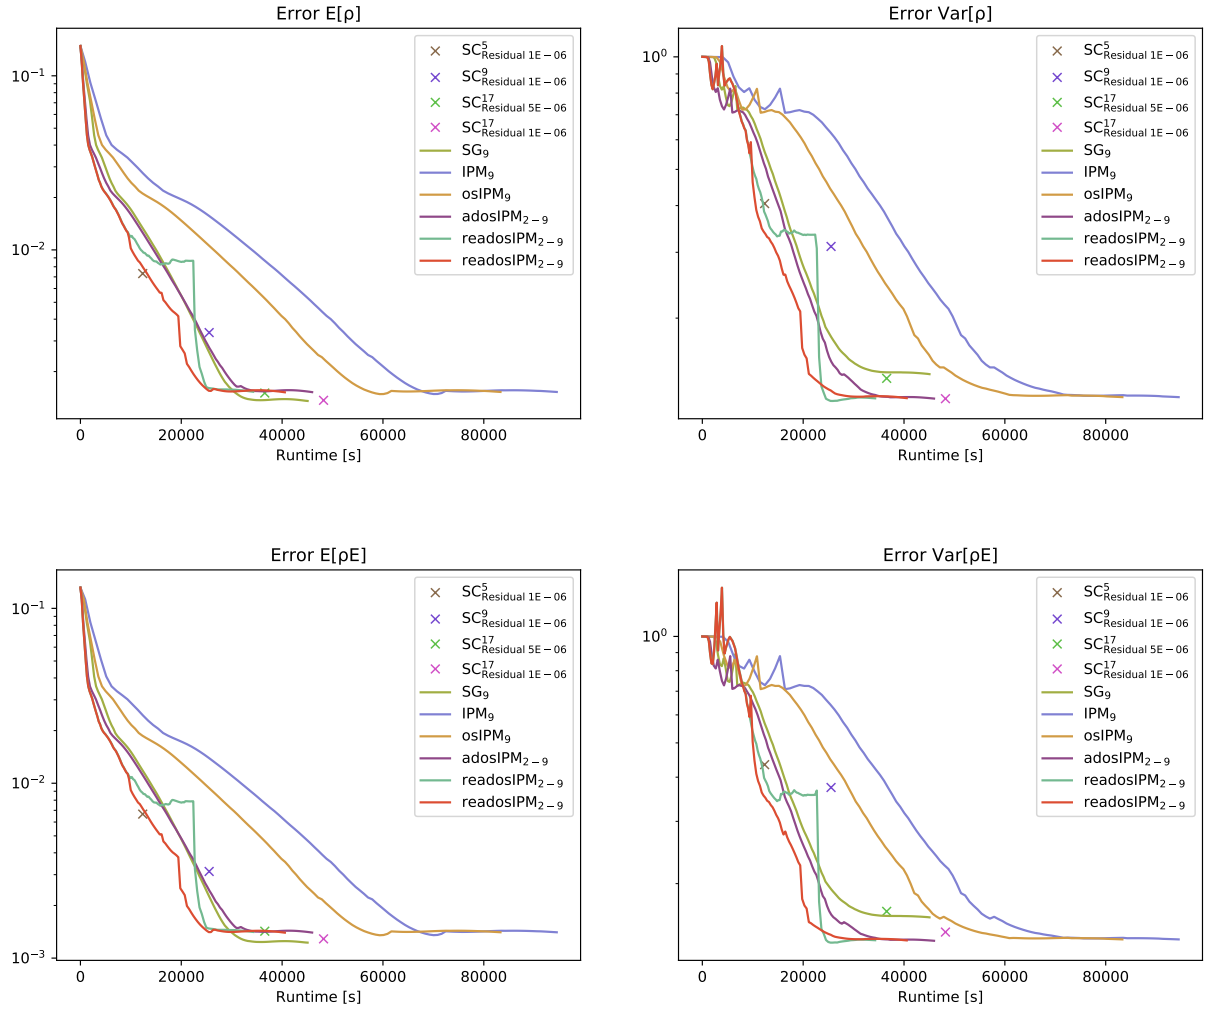 Error E[ρ]
10⁻¹
10⁻²
0 20000 40000 60000 80000
Runtime [s]
SC⁵Residual 1E−06
SC⁹Residual 1E−06
SC¹⁷Residual 5E−06
SC¹⁷Residual 1E−06
SG₉
IPM₉
osIPM₉
adosIPM₂₋₉
readosIPM₂₋₉
readosIPM₂₋₉
Error Var[ρ]
10⁰
0 20000 40000 60000 80000
Runtime [s]
SC⁵Residual 1E−06
SC⁹Residual 1E−06
SC¹⁷Residual 5E−06
SC¹⁷Residual 1E−06
SG₉
IPM₉
osIPM₉
adosIPM₂₋₉
readosIPM₂₋₉
readosIPM₂₋₉
Error E[ρE]
10⁻¹
10⁻²
10⁻³
0 20000 40000 60000 80000
Runtime [s]
SC⁵Residual 1E−06
SC⁹Residual 1E−06
SC¹⁷Residual 5E−06
SC¹⁷Residual 1E−06
SG₉
IPM₉
osIPM₉
adosIPM₂₋₉
readosIPM₂₋₉
readosIPM₂₋₉
Error Var[ρE]
10⁰
0 20000 40000 60000 80000
Runtime [s]
SC⁵Residual 1E−06
SC⁹Residual 1E−06
SC¹⁷Residual 5E−06
SC¹⁷Residual 1E−06
SG₉
IPM₉
osIPM₉
adosIPM₂₋₉
readosIPM₂₋₉
readosIPM₂₋₉